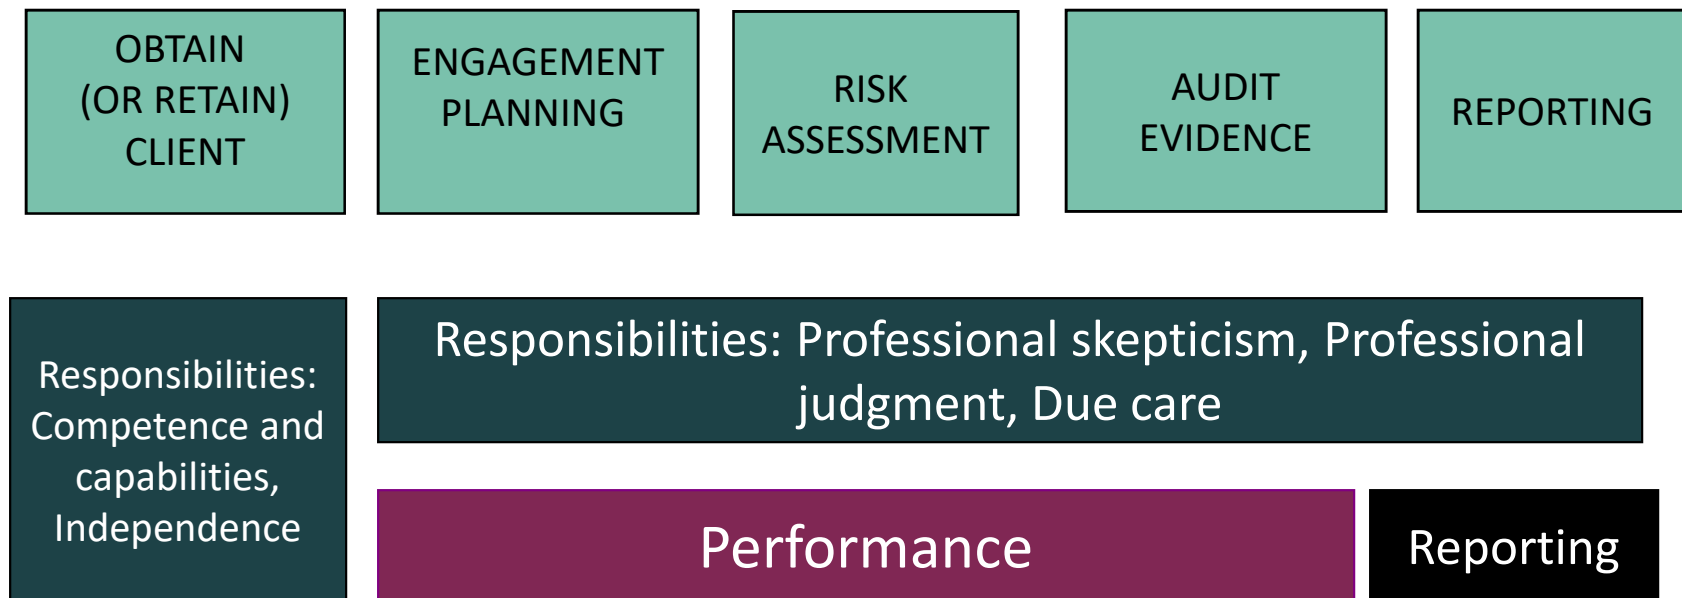 OBTAIN
(OR RETAIN)
CLIENT
ENGAGEMENT
PLANNING
RISK
ASSESSMENT
AUDIT
EVIDENCE
REPORTING
Responsibilities:
Competence and
capabilities,
Independence
Responsibilities: Professional skepticism, Professional
judgment, Due care
Performance
Reporting